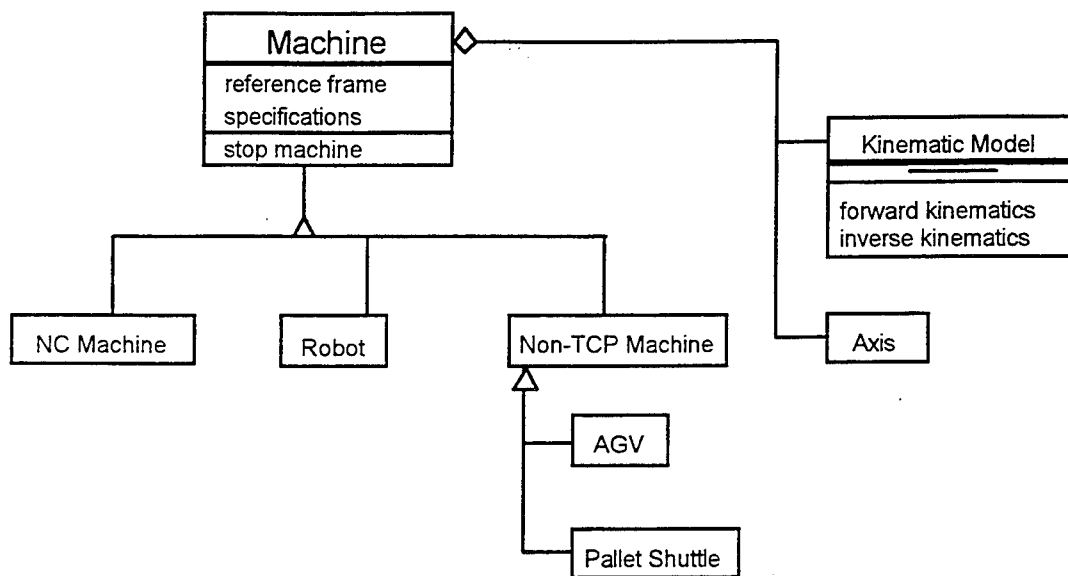 Machine
reference frame
specifications
stop machine
Kinematic Model
forward kinematics
inverse kinematics
NC Machine
Robot
Non-TCP Machine
Axis
AGV
Pallet Shuttle